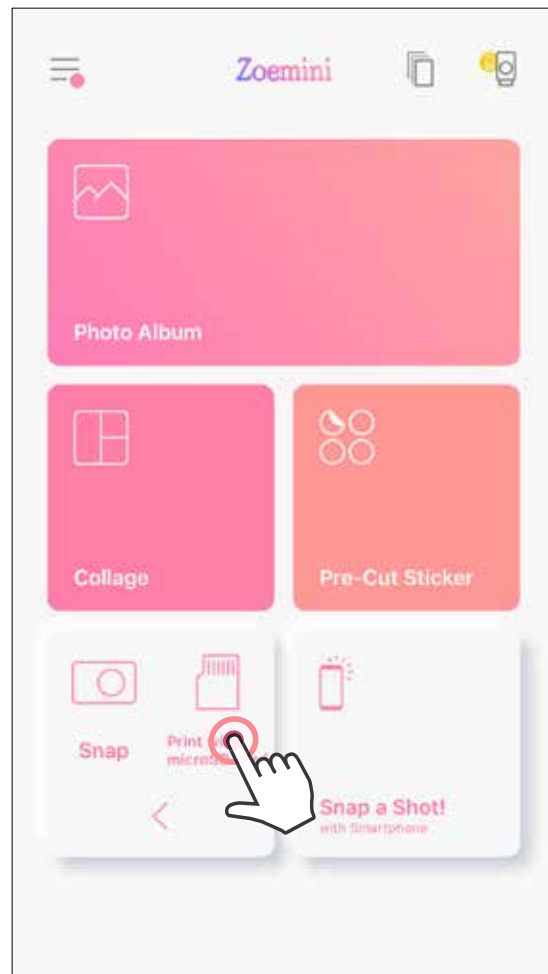 Zoemini
Photo Album
Collage
Pre-Cut Sticker
Snap
Print
Snap a Shot!
with Smartphone